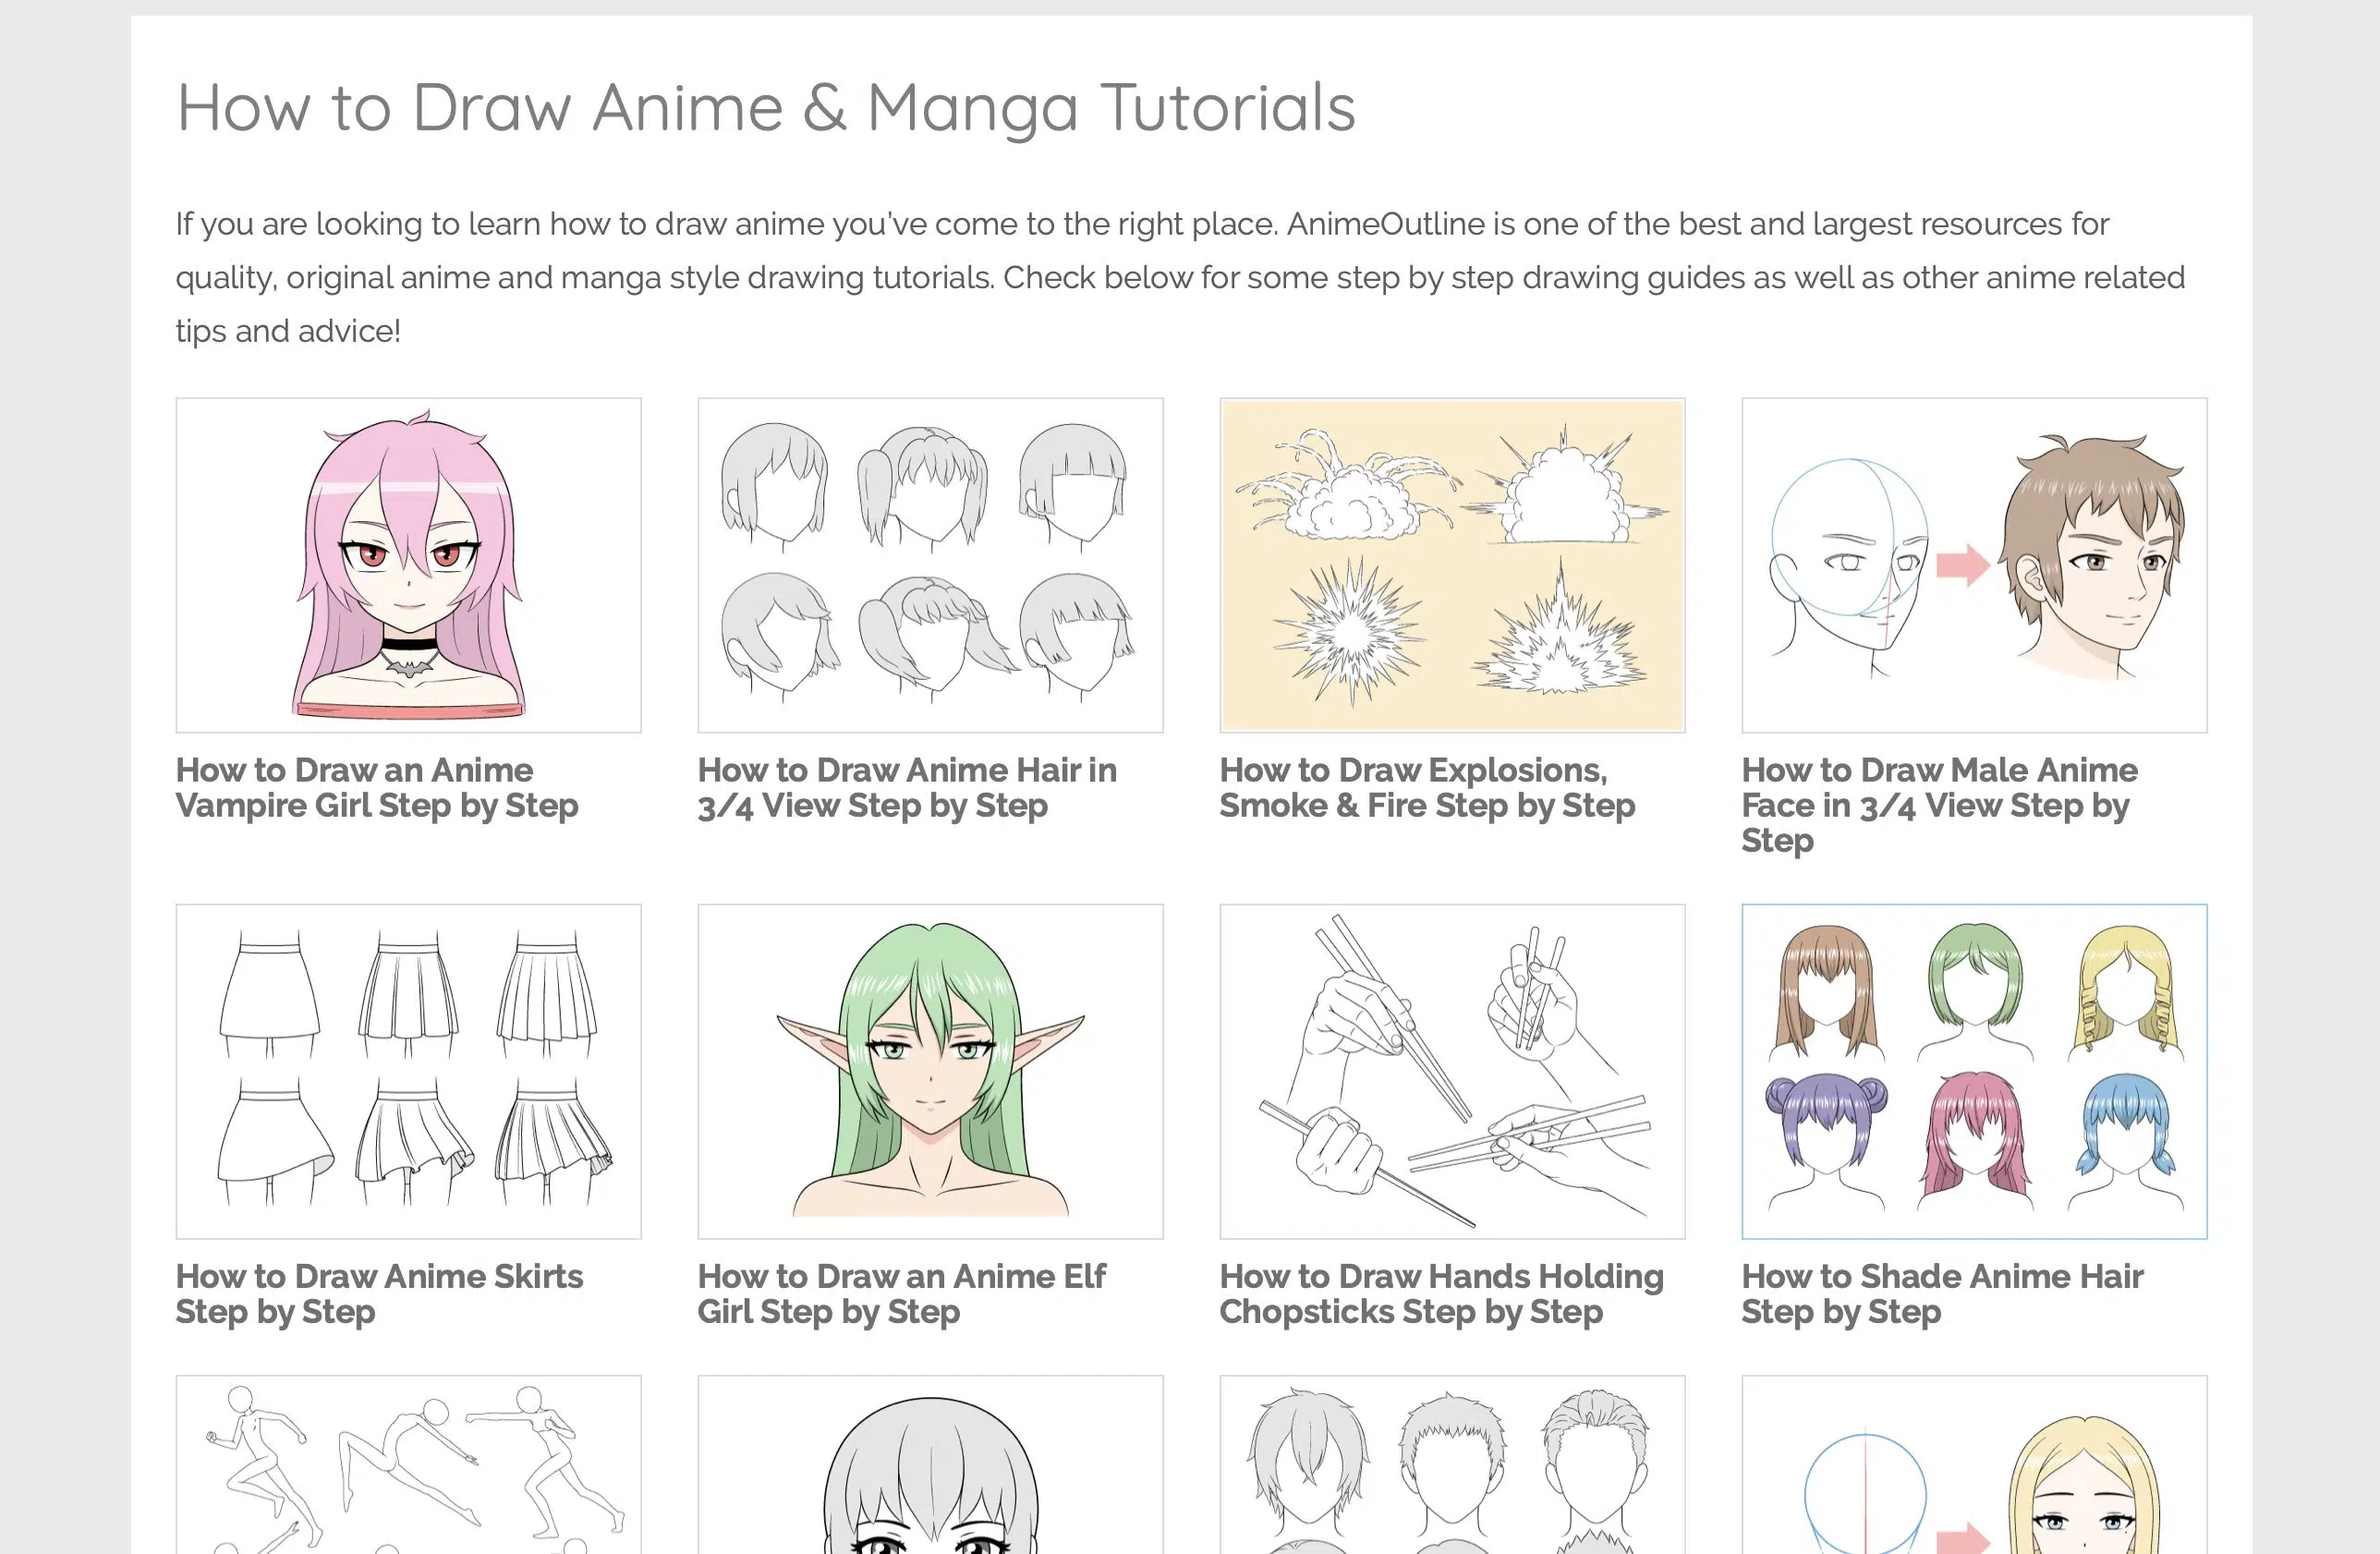 How to Draw Anime & Manga Tutorials
If you are looking to learn how to draw anime you've come to the right place. AnimeOutline is one of the best and largest resources for
quality, original anime and manga style drawing tutorials. Check below for some step by step drawing guides as well as other anime related
tips and advice!
How to Draw an Anime
Vampire Girl Step by Step
How to Draw Anime Hair in
3/4 View Step by Step
How to Draw Explosions,
Smoke & Fire Step by Step
How to Draw Male Anime
Face in 3/4 View Step by
Step
How to Draw Anime Skirts
Step by Step
How to Draw an Anime Elf
Girl Step by Step
How to Draw Hands Holding
Chopsticks Step by Step
How to Shade Anime Hair
Step by Step